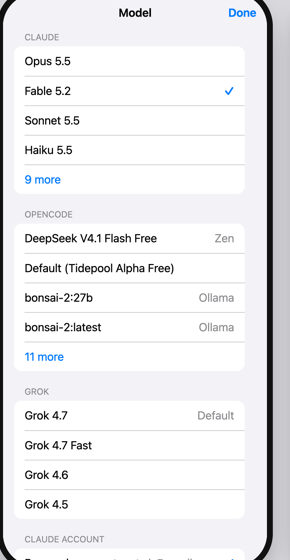 Model Done
CLAUDE
Opus 5.5
Fable 5.2
Sonnet 5.5
Haiku 5.5
9 more
OPENCODE
DeepSeek V4.1 Flash Free Zen
Default (Tidepool Alpha Free)
bonsai-2:27b Ollama
bonsai-2:latest Ollama
11 more
GROK
Grok 4.7 Default
Grok 4.7 Fast
Grok 4.6
Grok 4.5
CLAUDE ACCOUNT